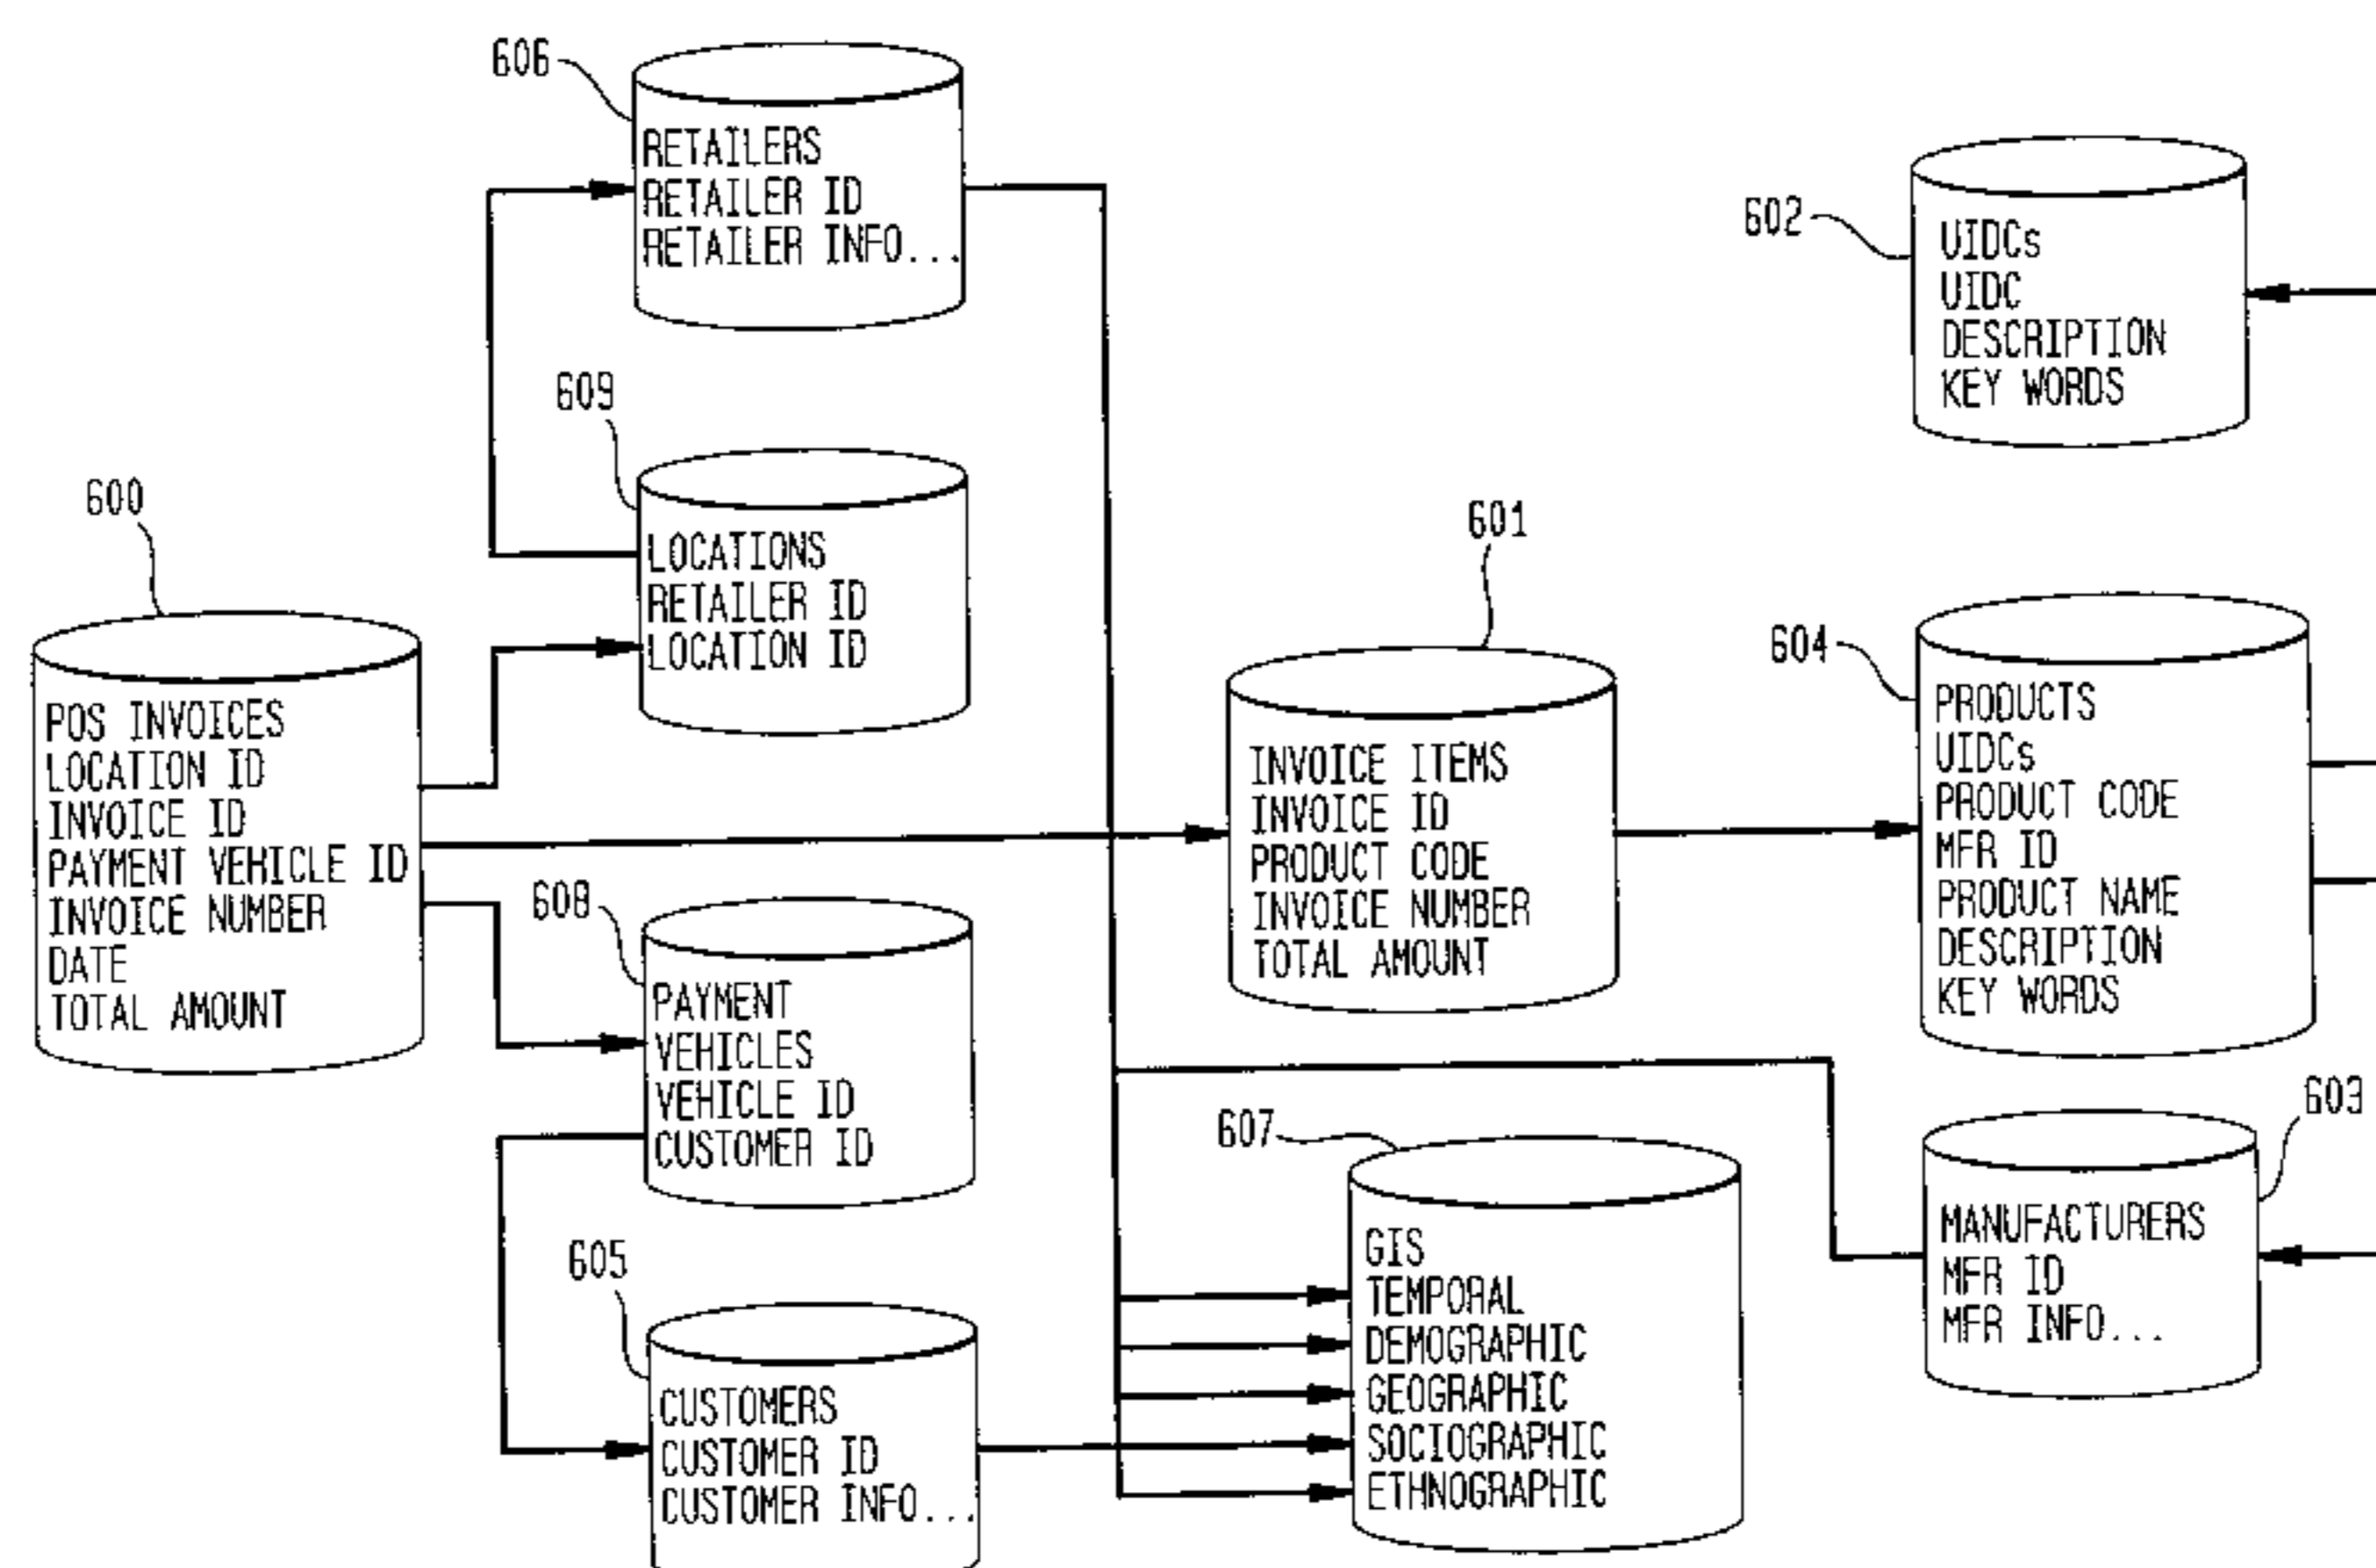 606
RETAILERS
RETAILER ID
RETAILER INFO...
602
UIDCs
UIDC
DESCRIPTION
KEY WORDS
609
LOCATIONS
RETAILER ID
LOCATION ID
600
POS INVOICES
LOCATION ID
INVOICE ID
PAYMENT VEHICLE ID
INVOICE NUMBER
DATE
TOTAL AMOUNT
601
INVOICE ITEMS
INVOICE ID
PRODUCT CODE
INVOICE NUMBER
TOTAL AMOUNT
604
PRODUCTS
UIDCs
PRODUCT CODE
MFR ID
PRODUCT NAME
DESCRIPTION
KEY WORDS
608
PAYMENT
VEHICLES
VEHICLE ID
CUSTOMER ID
605
CUSTOMERS
CUSTOMER ID
CUSTOMER INFO...
607
GIS
TEMPORAL
DEMOGRAPHIC
GEOGRAPHIC
SOCIOGRAPHIC
ETHNOGRAPHIC
603
MANUFACTURERS
MFR ID
MFR INFO...